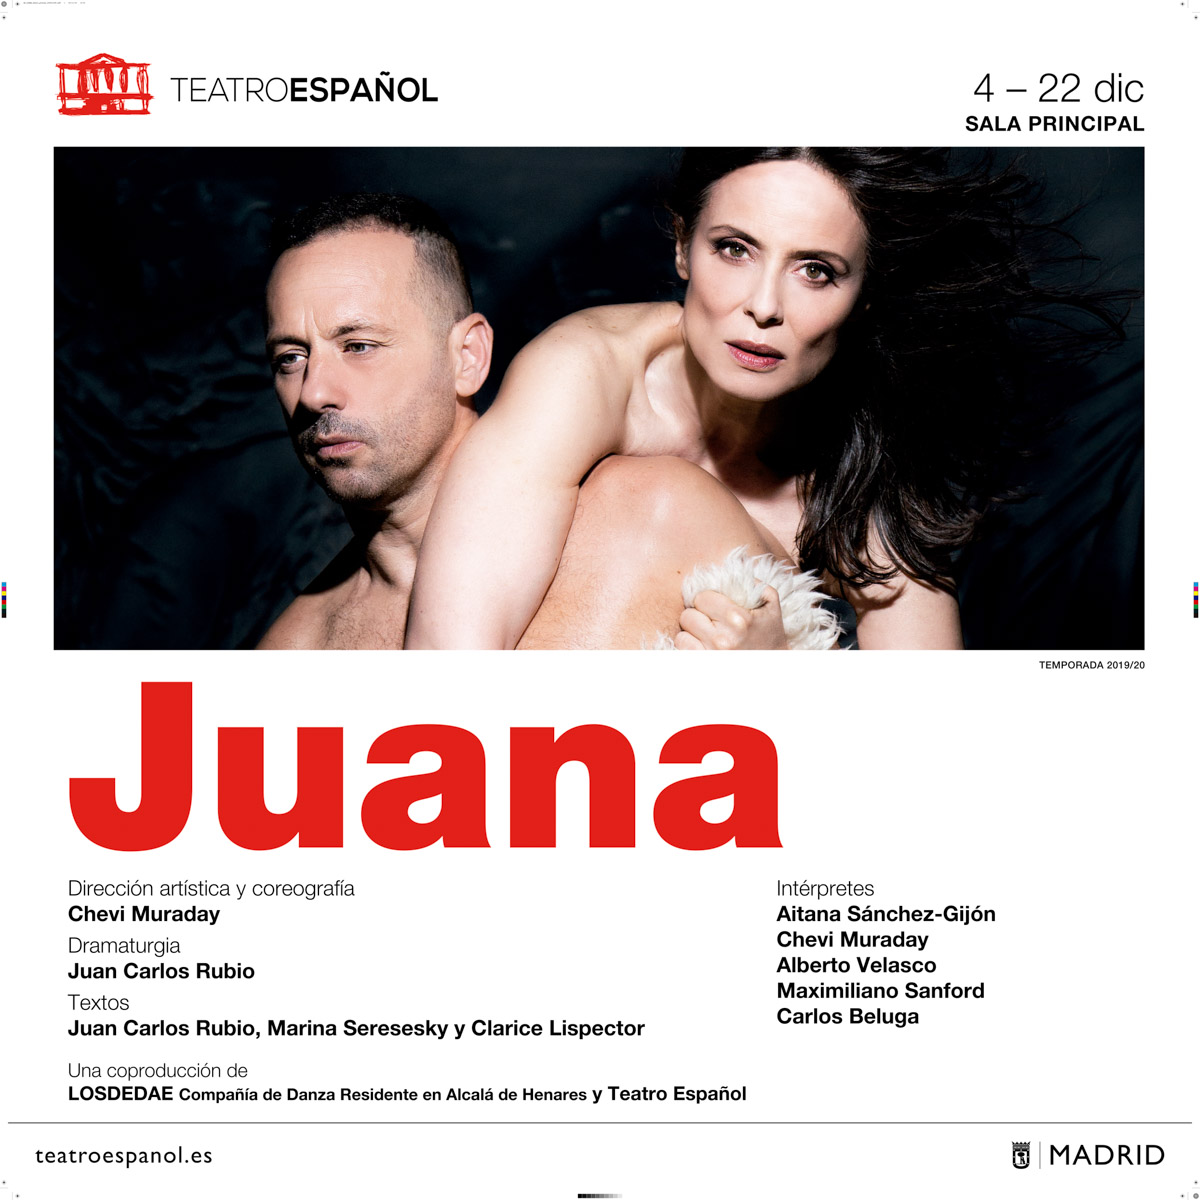 TEATROESPAÑOL
4 – 22 dic
SALA PRINCIPAL
TEMPORADA 2019/20
Juana
Dirección artística y coreografía
Chevi Muraday
Dramaturgia
Juan Carlos Rubio
Textos
Juan Carlos Rubio, Marina Seresesky y Clarice Lispector
Una coproducción de
LOSDEDAE Compañía de Danza Residente en Alcalá de Henares y Teatro Español
Intérpretes
Aitana Sánchez-Gijón
Chevi Muraday
Alberto Velasco
Maximiliano Sanford
Carlos Beluga
teatroespanol.es
MADRID